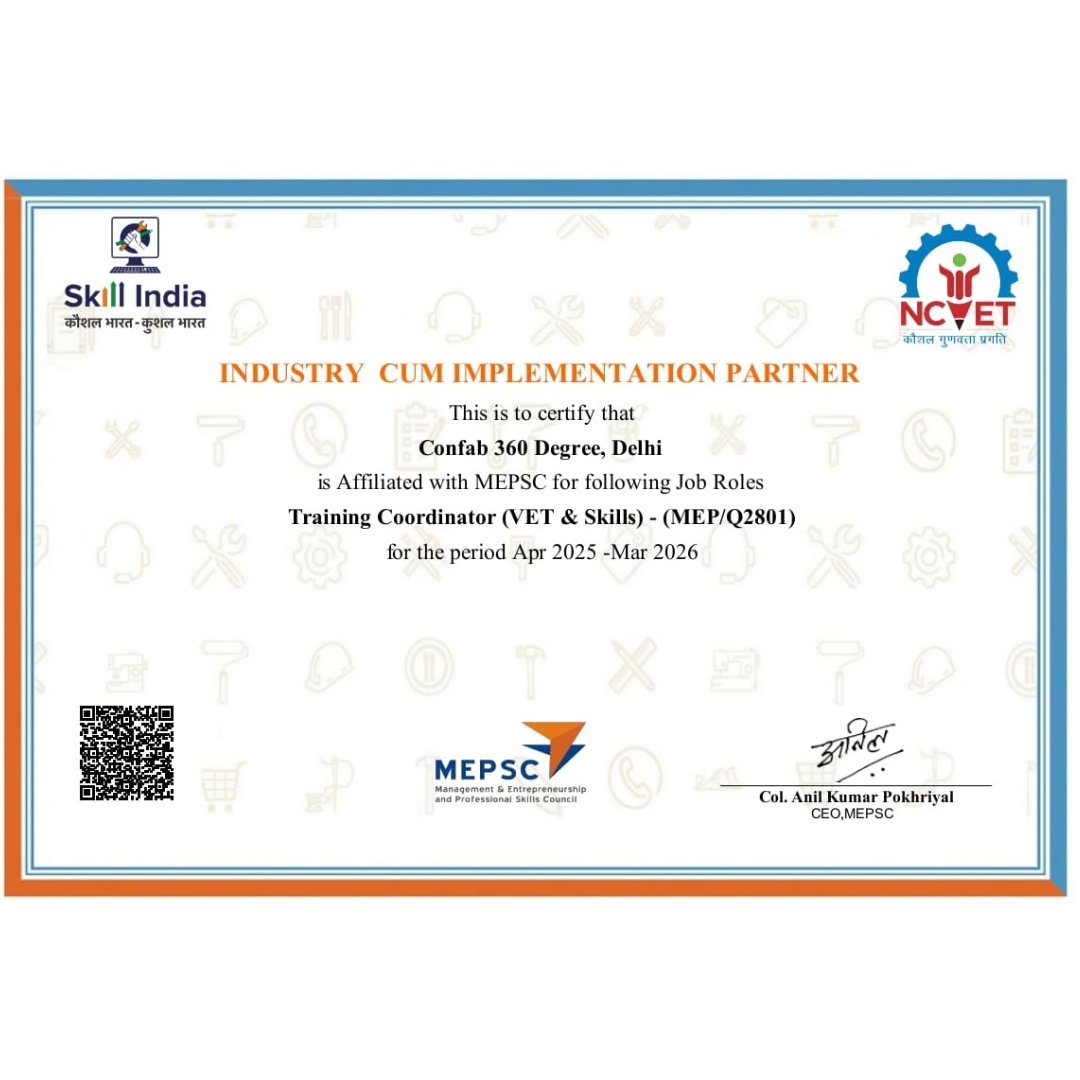 Skill India
कौशल भारत - कुशल भारत
NCVET
कौशल गुणवत्ता प्रगति
INDUSTRY CUM IMPLEMENTATION PARTNER
This is to certify that
Confab 360 Degree, Delhi
is Affiliated with MEPSC for following Job Roles
Training Coordinator (VET & Skills) - (MEP/Q2801)
for the period Apr 2025 -Mar 2026
MEPSC
Management & Entrepreneurship
and Professional Skills Council
अनिल
Col. Anil Kumar Pokhriyal
CEO,MEPSC